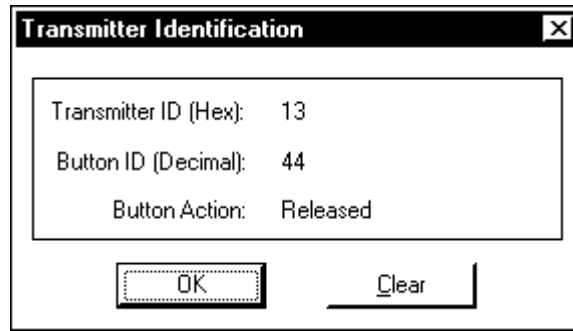 Transmitter Identification
Transmitter ID (Hex): 13
Button ID (Decimal): 44
Button Action: Released
OK Clear